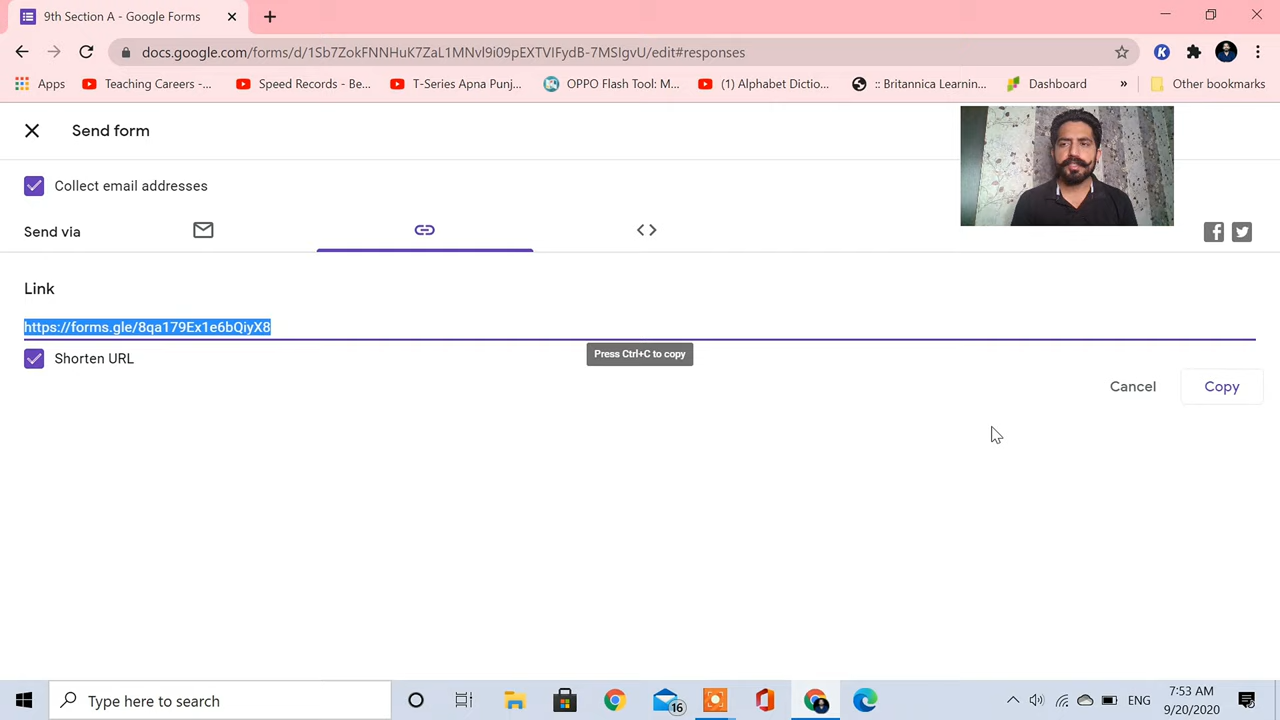 9th Section A - Google Forms
docs.google.com/forms/d/1Sb7ZokFNNHuK7ZaL1MNvl9i09pEXTVIFydB-7MSIgvU/edit#responses
Apps Teaching Careers -... Speed Records - Be... T-Series Apna Punj... OPPO Flash Tool: M... (1) Alphabet Dictio... :: Britannica Learnin... Dashboard » Other bookmarks
Send form
Collect email addresses
Send via
Link
https://forms.gle/8qa179Ex1e6bQiyX8
Press Ctrl+C to copy
Shorten URL
Cancel Copy
Type here to search
16
ENG
7:53 AM
9/20/2020